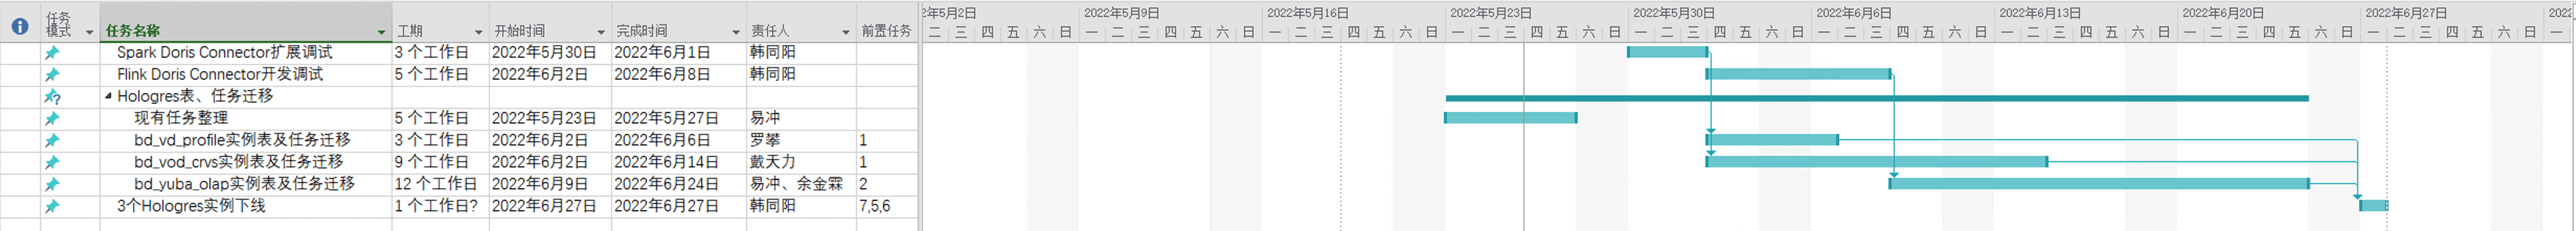 任务模式 任务名称 工期 开始时间 完成时间 责任人 前置任务
年5月2日 2022年5月9日 2022年5月16日 2022年5月23日 2022年5月30日 2022年6月6日 2022年6月13日 2022年6月20日 2022年6月27日 2022
二 三 四 五 六 日 一 二 三 四 五 六 日 一 二 三 四 五 六 日 一 二 三 四 五 六 日 一 二 三 四 五 六 日 一 二 三 四 五 六 日 一 二 三 四 五 六 日 一 二 三 四 五 六 日 一 二 三 四 五 六 日 一
Spark Doris Connector扩展调试 3 个工作日 2022年5月30日 2022年6月1日 韩同阳
Flink Doris Connector开发调试 5 个工作日 2022年6月2日 2022年6月8日 韩同阳
Hologres表、任务迁移
现有任务整理 5 个工作日 2022年5月23日 2022年5月27日 易冲
bd_vd_profile实例表及任务迁移 3 个工作日 2022年6月2日 2022年6月6日 罗攀 1
bd_vod_crvs实例表及任务迁移 9 个工作日 2022年6月2日 2022年6月14日 戴天力 1
bd_yuba_olap实例表及任务迁移 12 个工作日 2022年6月9日 2022年6月24日 易冲、余金霖 2
3个Hologres实例下线 1 个工作日? 2022年6月27日 2022年6月27日 韩同阳 7,5,6